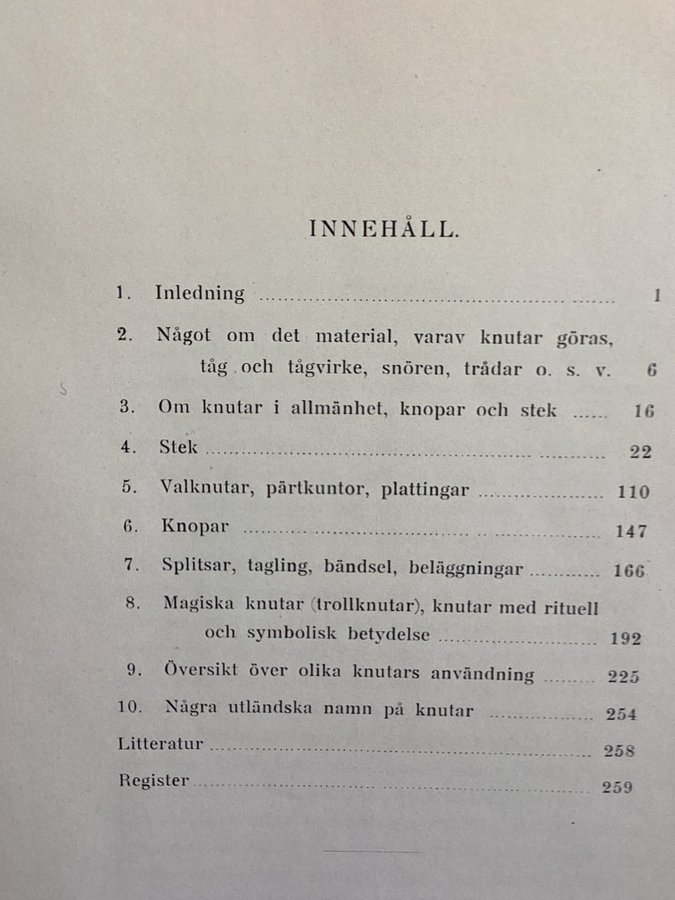 INNEHÅLL.
1. Inledning ........ 1
2. Något om det material, varav knutar göras,
tåg och tågvirke, snören, trådar o. s. v. 6
3. Om knutar i allmänhet, knopar och stek ...... 16
4. Stek ........ 22
5. Valknutar, pärtkuntor, plattingar ........ 110
6. Knopar ........ 147
7. Splitsar, tagling, bändsel, beläggningar ........ 166
8. Magiska knutar (trollknutar), knutar med rituell
och symbolisk betydelse ........ 192
9. Översikt över olika knutars användning ........ 225
10. Några utländska namn på knutar ........ 254
Litteratur ........ 258
Register ........ 259